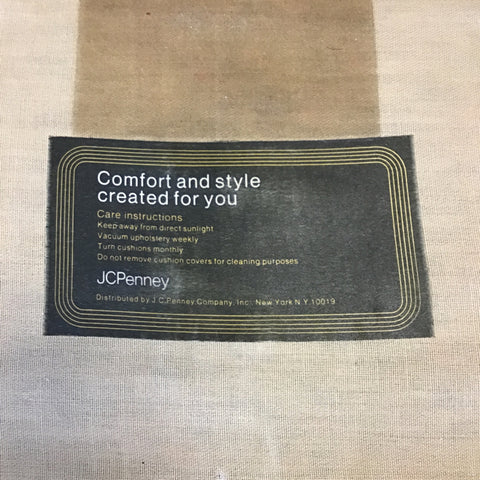 Comfort and style
created for you
Care instructions
Keep away from direct sunlight
Vacuum upholstery weekly
Turn cushions monthly
Do not remove cushion covers for cleaning purposes
JCPenney
Distributed by J.C.Penney Company, Inc. New York N.Y. 10019